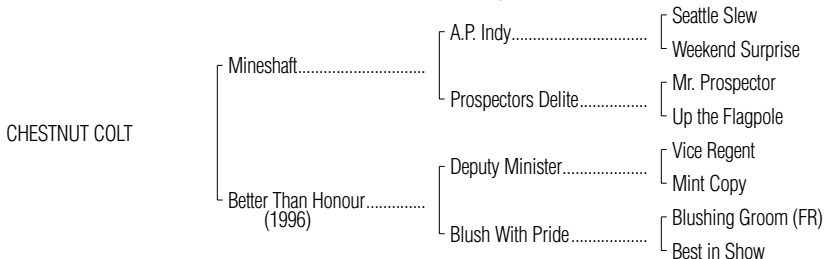 Seattle Slew
A.P. Indy................................
Weekend Surprise
Mineshaft..............................
Mr. Prospector
Prospectors Delite................
Up the Flagpole
CHESTNUT COLT
Vice Regent
Deputy Minister....................
Mint Copy
Better Than Honour..............
(1996)
Blushing Groom (FR)
Blush With Pride..................
Best in Show